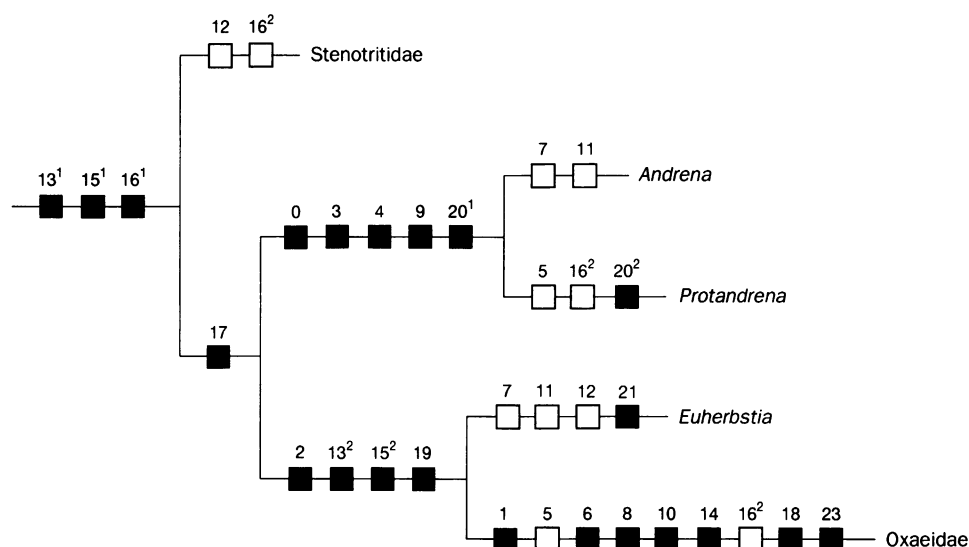 12 16²
Stenotritidae
7 11
Andrena
13¹ 15¹ 16¹
0 3 4 9 20¹
5 16² 20²
Protandrena
17
7 11 12 21
Euherbstia
2 13² 15² 19
1 5 6 8 10 14 16² 18 23
Oxaeidae